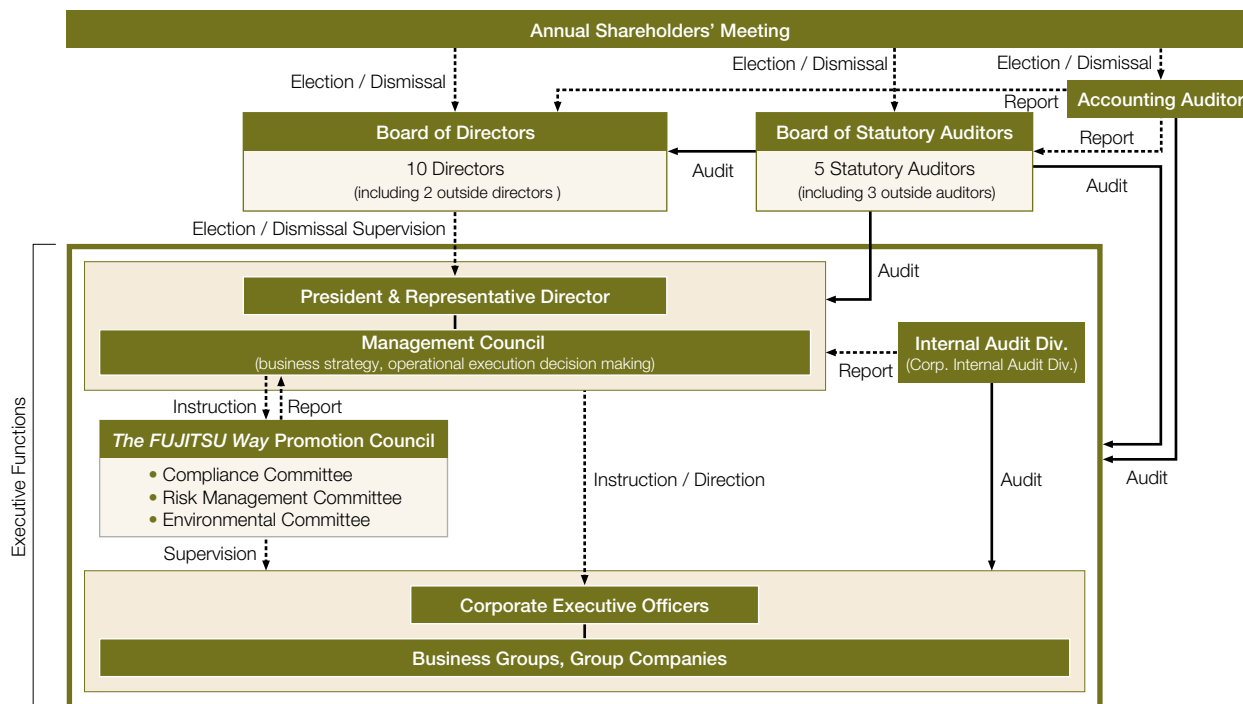 Annual Shareholders' Meeting
Election / Dismissal
Election / Dismissal
Election / Dismissal
Report
Accounting Auditor
Board of Directors
10 Directors
(including 2 outside directors )
Audit
Board of Statutory Auditors
5 Statutory Auditors
(including 3 outside auditors)
Report
Audit
Election / Dismissal Supervision
Audit
Executive Functions
President & Representative Director
Management Council
(business strategy, operational execution decision making)
Report
Internal Audit Div.
(Corp. Internal Audit Div.)
Instruction
Report
The FUJITSU Way Promotion Council
• Compliance Committee
• Risk Management Committee
• Environmental Committee
Instruction / Direction
Audit
Audit
Supervision
Corporate Executive Officers
Business Groups, Group Companies